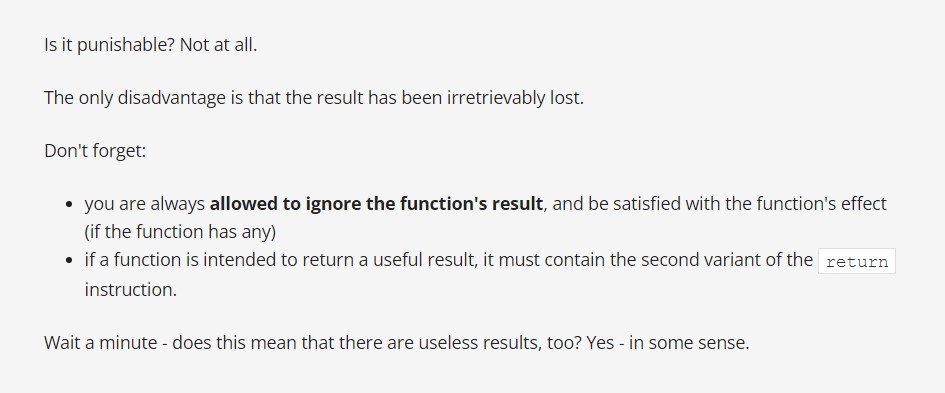 Is it punishable? Not at all.
The only disadvantage is that the result has been irretrievably lost.
Don't forget:
• you are always allowed to ignore the function's result, and be satisfied with the function's effect
(if the function has any)
• if a function is intended to return a useful result, it must contain the second variant of the return
instruction.
Wait a minute - does this mean that there are useless results, too? Yes - in some sense.